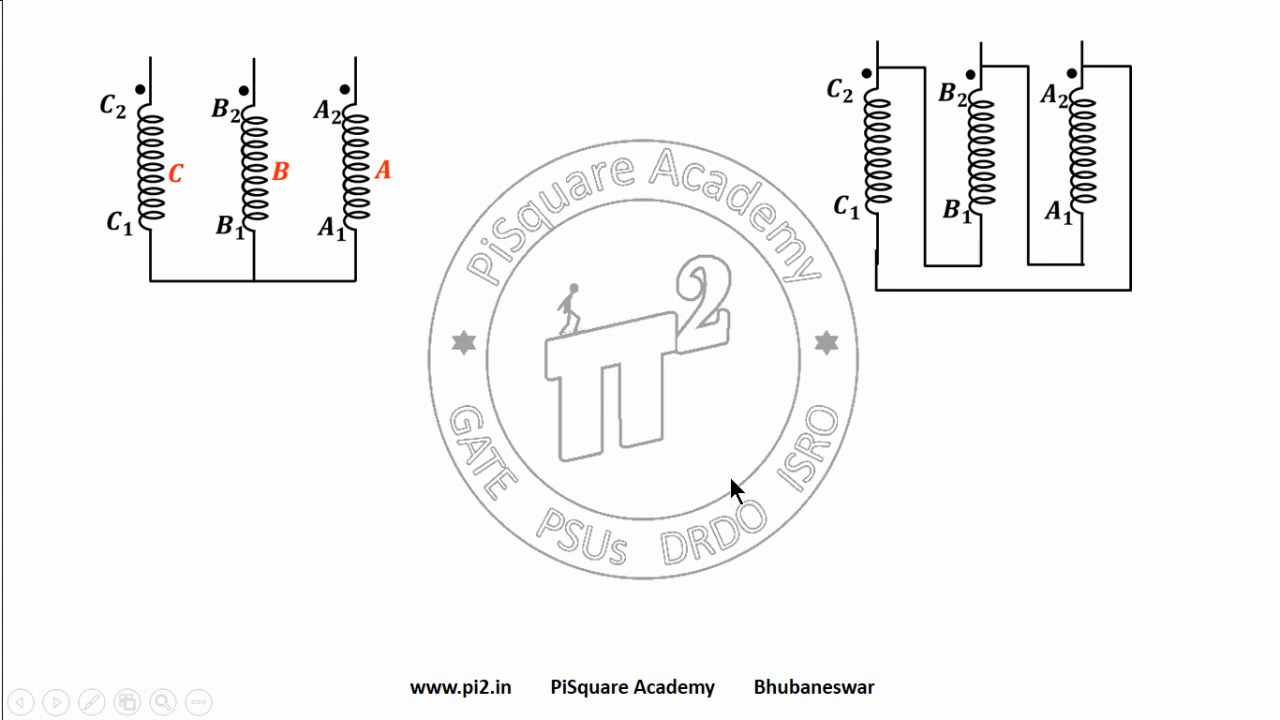 C₂ B₂ A₂
C B A
C₁ B₁ A₁
C₂ B₂ A₂
C₁ B₁ A₁
PiSquare Academy
π²
GATE PSUs DRDO ISRO
www.pi2.in PiSquare Academy Bhubaneswar